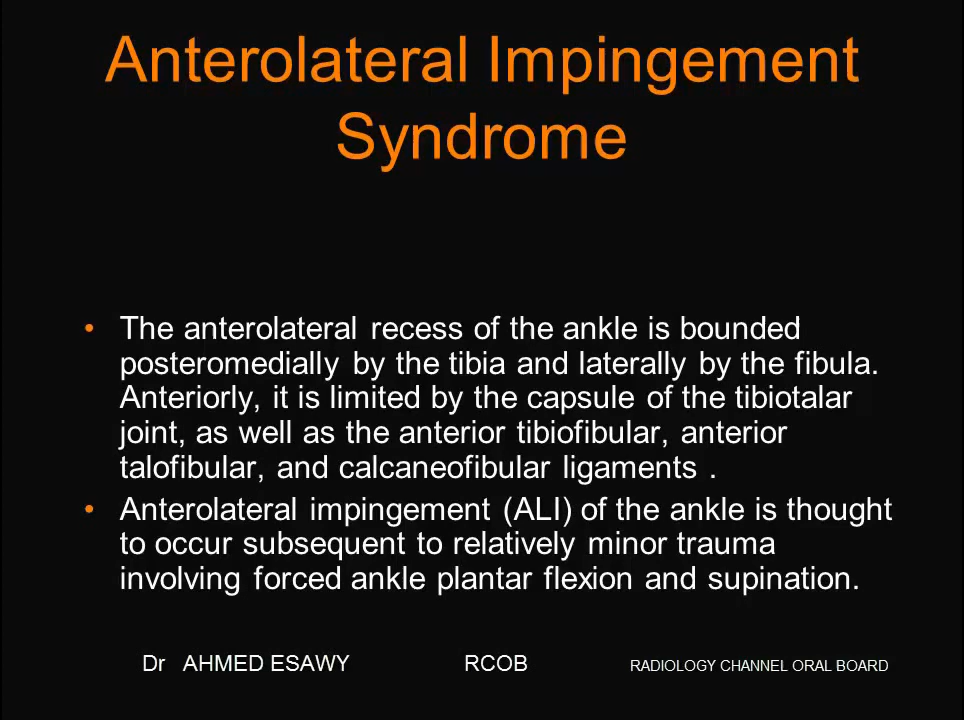 Anterolateral Impingement
Syndrome
• The anterolateral recess of the ankle is bounded
posteromedially by the tibia and laterally by the fibula.
Anteriorly, it is limited by the capsule of the tibiotalar
joint, as well as the anterior tibiofibular, anterior
talofibular, and calcaneofibular ligaments .
• Anterolateral impingement (ALI) of the ankle is thought
to occur subsequent to relatively minor trauma
involving forced ankle plantar flexion and supination.
Dr AHMED ESAWY RCOB RADIOLOGY CHANNEL ORAL BOARD